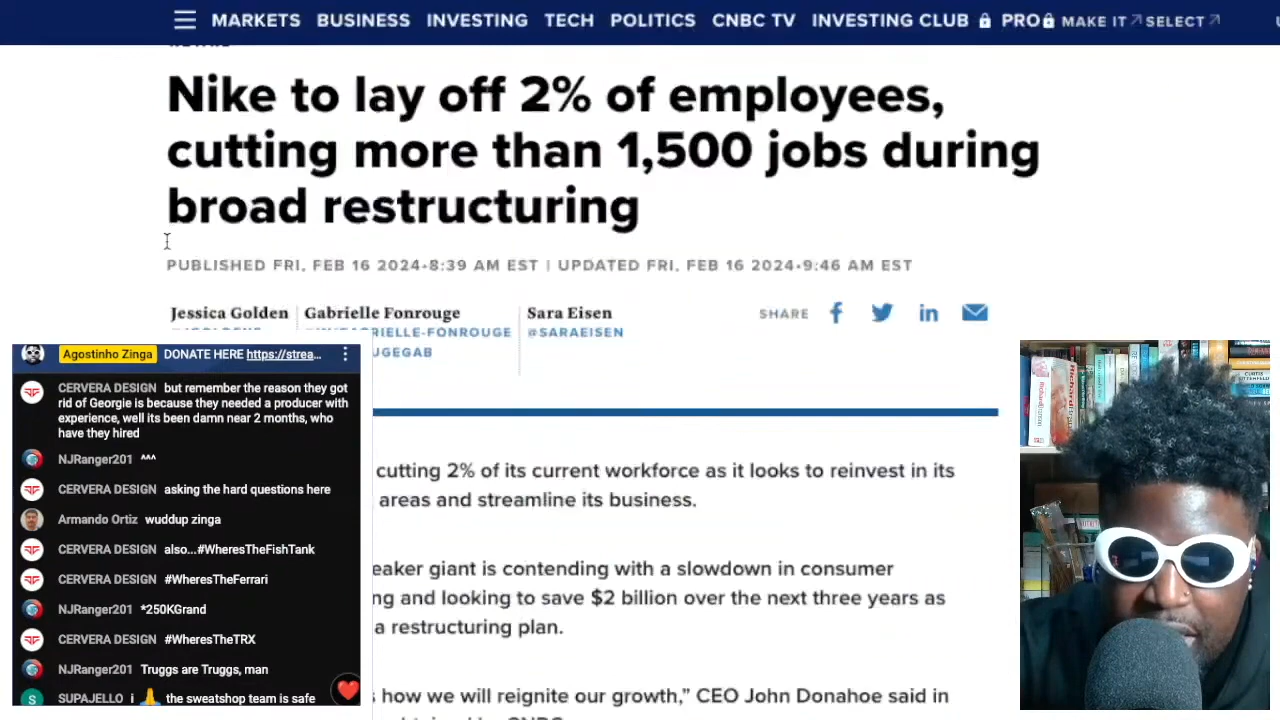 MARKETS BUSINESS INVESTING TECH POLITICS CNBC TV INVESTING CLUB PRO MAKE IT SELECT
Nike to lay off 2% of employees,
cutting more than 1,500 jobs during
broad restructuring
PUBLISHED FRI, FEB 16 2024•8:39 AM EST | UPDATED FRI, FEB 16 2024•9:46 AM EST
Jessica Golden Gabrielle Fonrouge Sara Eisen SHARE
@SARAEISEN
Agostinho Zinga DONATE HERE https://strea...
CERVERA DESIGN but remember the reason they got
rid of Georgie is because they needed a producer with
experience, well its been damn near 2 months, who
have they hired
NJRanger201 ^^^
CERVERA DESIGN asking the hard questions here
Armando Ortiz wuddup zinga
CERVERA DESIGN also...#WheresTheFishTank
CERVERA DESIGN #WheresTheFerrari
NJRanger201 *250KGrand
CERVERA DESIGN #WheresTheTRX
NJRanger201 Truggs are Truggs, man
S SUPAJELLO i 🙏 the sweatshop team is safe
cutting 2% of its current workforce as it looks to reinvest in its
areas and streamline its business.
eaker giant is contending with a slowdown in consumer
ng and looking to save $2 billion over the next three years as
a restructuring plan.
s how we will reignite our growth,” CEO John Donahoe said in